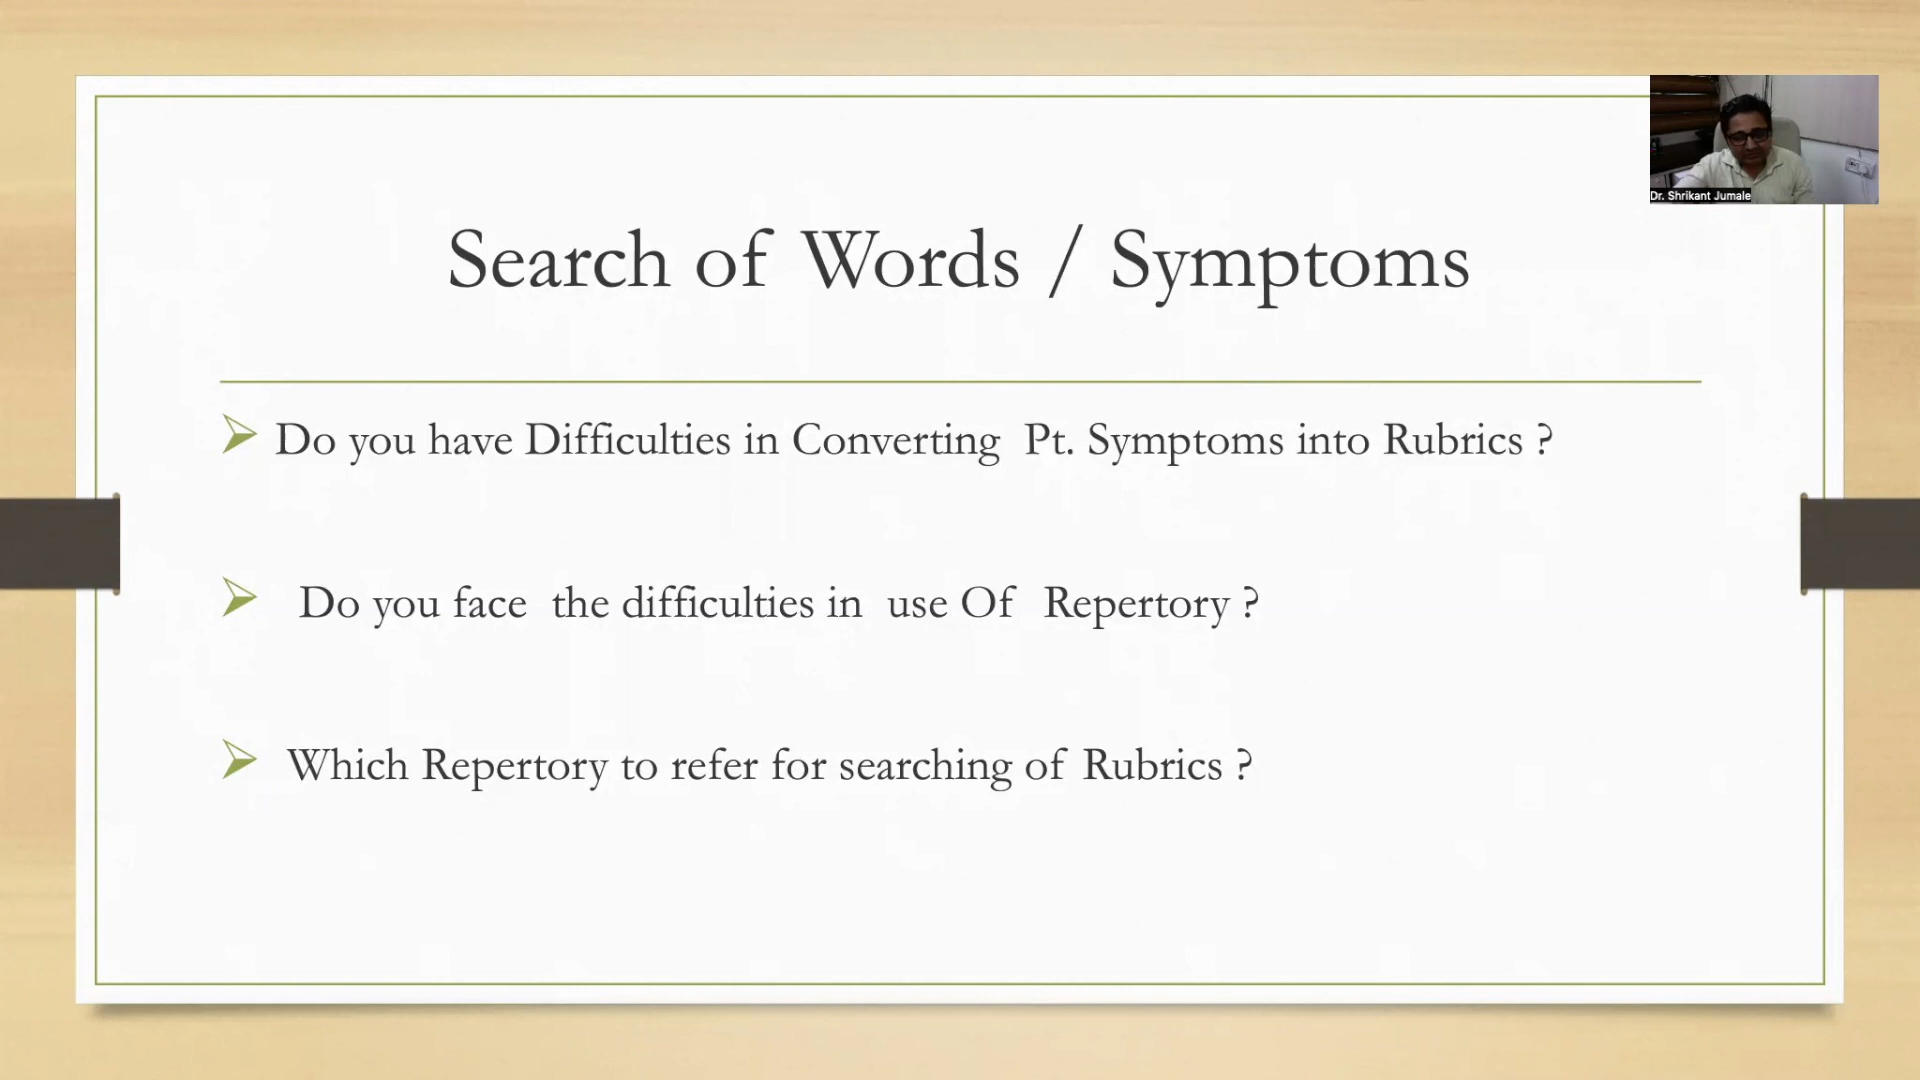 Dr. Shrikant Jumale
Search of Words / Symptoms
Do you have Difficulties in Converting Pt. Symptoms into Rubrics ?
Do you face the difficulties in use Of Repertory ?
Which Repertory to refer for searching of Rubrics ?